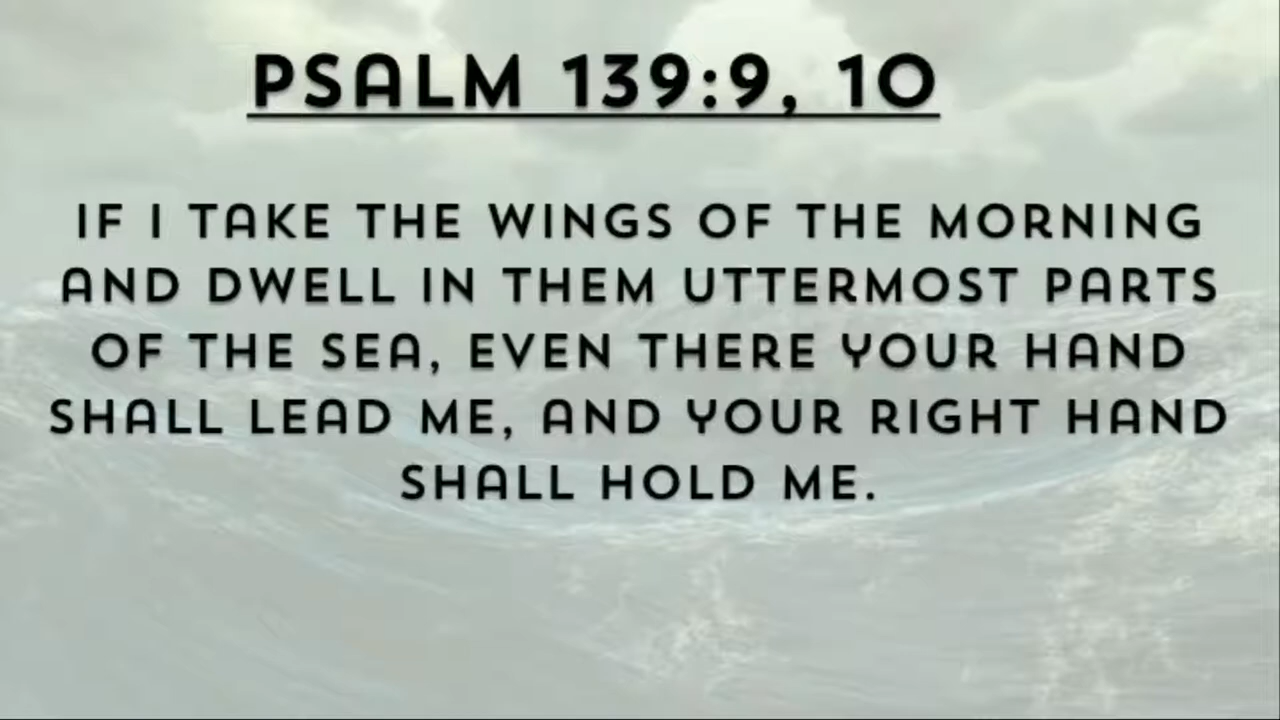 PSALM 139:9, 10
IF I TAKE THE WINGS OF THE MORNING
AND DWELL IN THEM UTTERMOST PARTS
OF THE SEA, EVEN THERE YOUR HAND
SHALL LEAD ME, AND YOUR RIGHT HAND
SHALL HOLD ME.